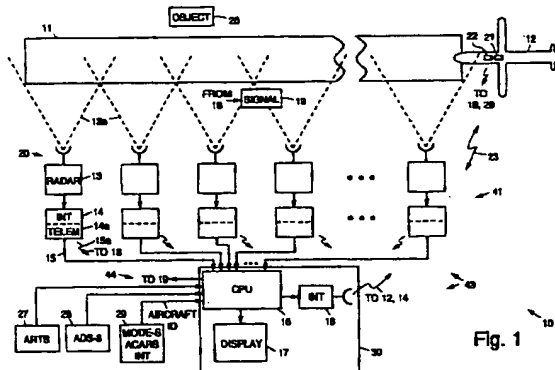 OBJECT 26
11
22 21 12
FROM 16
SIGNAL 19
TO 18, 29
13a
20
23
RADAR 13
41
INT 14
TELEM 14a
15a
15 TO 18
44 TO 19
43
CPU
INT
TO 12, 14
AIRCRAFT ID
27 28 29
16 18
ARTS
ADS-B
MODE-S ACARS INT
DISPLAY
17
30
10
Fig. 1